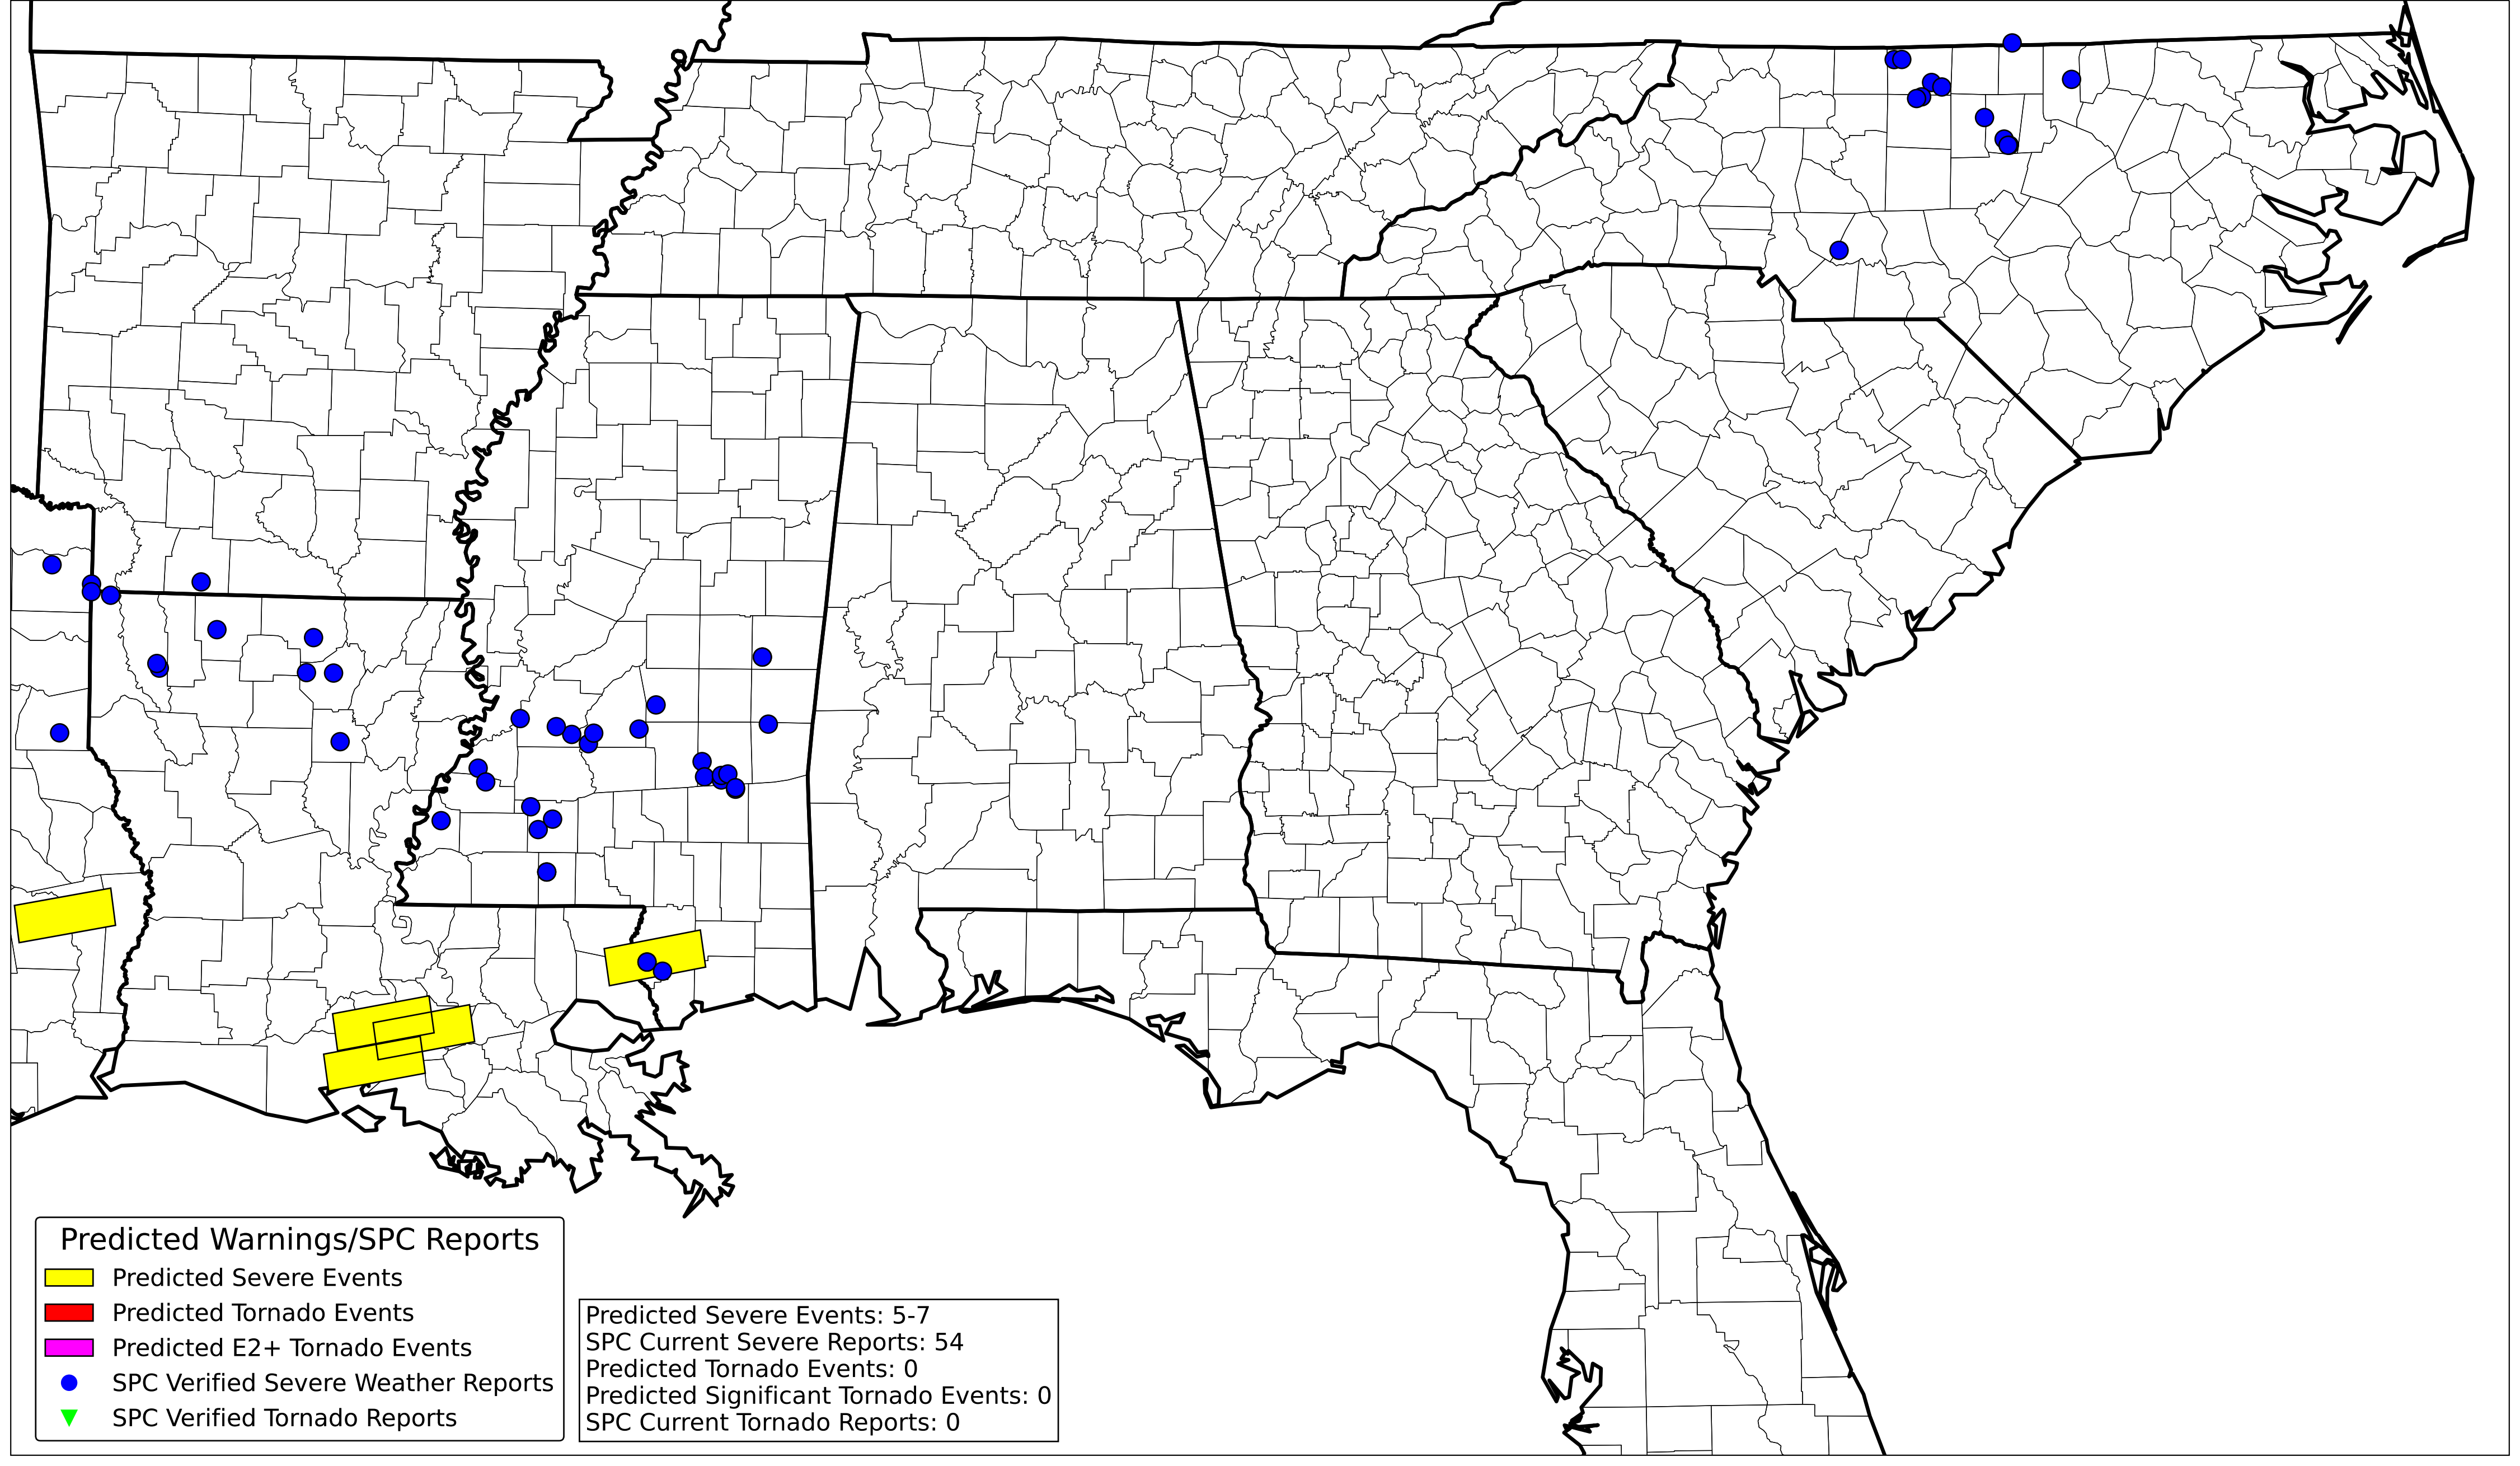 Predicted Warnings/SPC Reports
Predicted Severe Events
Predicted Tornado Events
Predicted E2+ Tornado Events
SPC Verified Severe Weather Reports
SPC Verified Tornado Reports
Predicted Severe Events: 5-7
SPC Current Severe Reports: 54
Predicted Tornado Events: 0
Predicted Significant Tornado Events: 0
SPC Current Tornado Reports: 0